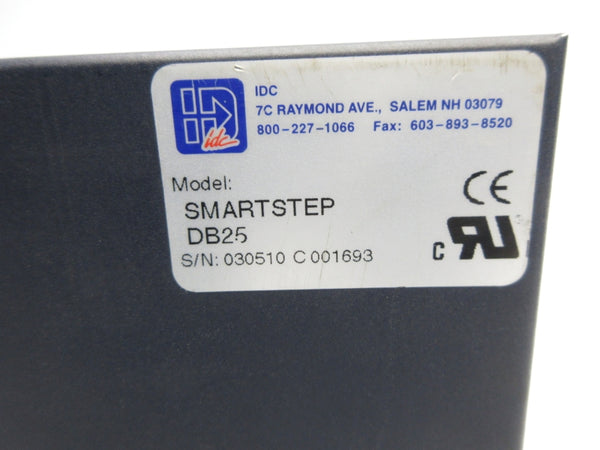 idc
IDC
7C RAYMOND AVE., SALEM NH 03079
800-227-1066 Fax: 603-893-8520
Model:
SMARTSTEP
DB25
S/N: 030510 C 001693
CE
c RU